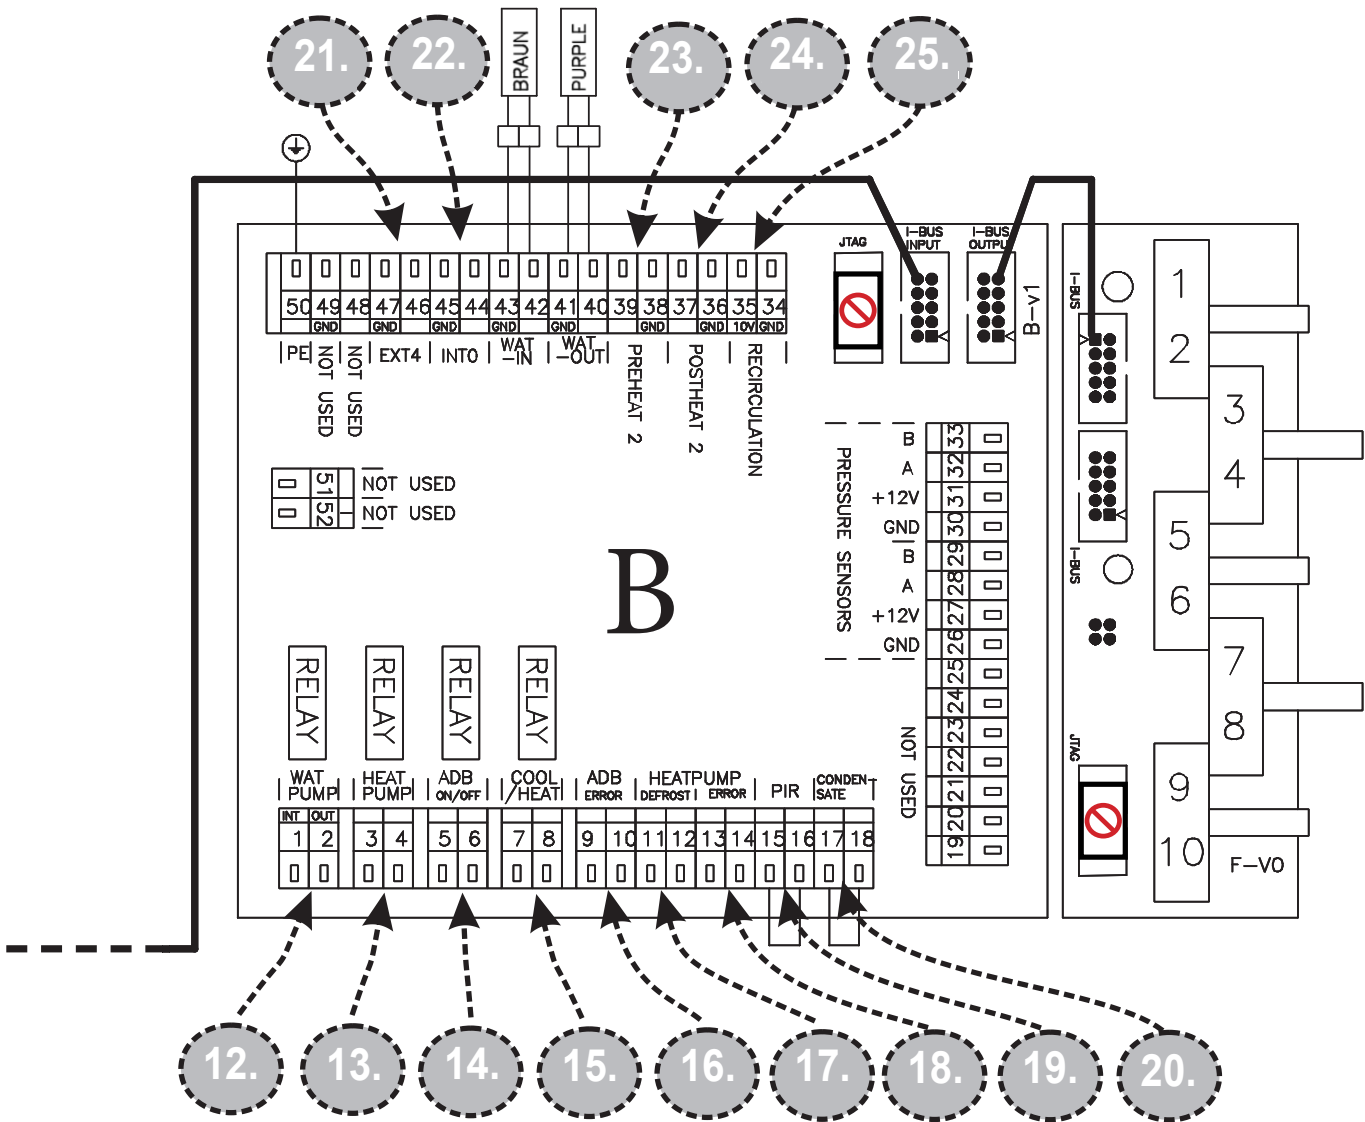 21.
22.
BRAUN
PURPLE
23.
24.
25.
JTAG
I-BUS
INPUT
I-BUS
OUTPU
B-v1
50 49 48 47 46 45 44 43 42 41 40 39 38 37 36 35 34
GND GND GND GND GND GND GND 10V GND
PE
NOT USED
NOT USED
EXT4
INT0
WAT
-IN
WAT
-OUT
PREHEAT 2
POSTHEAT 2
RECIRCULATION
51 NOT USED
52 NOT USED
B
PRESSURE SENSORS
B 33
A 32
+12V 31
GND 30
B 29
A 28
+12V 27
GND 26
25
24
23
22
21
20
19
NOT USED
RELAY
RELAY
RELAY
RELAY
WAT
PUMP
HEAT
PUMP
ADB
ON/OFF
COOL
/HEAT
ADB
ERROR
HEATPUMP
DEFROST
ERROR
PIR
CONDEN-
SATE
INT OUT
1 2 3 4 5 6 7 8 9 10 11 12 13 14 15 16 17 18
I-BUS
I-BUS
JTAG
1
2
3
4
5
6
7
8
9
10
F-VO
12.
13.
14.
15.
16.
17.
18.
19.
20.